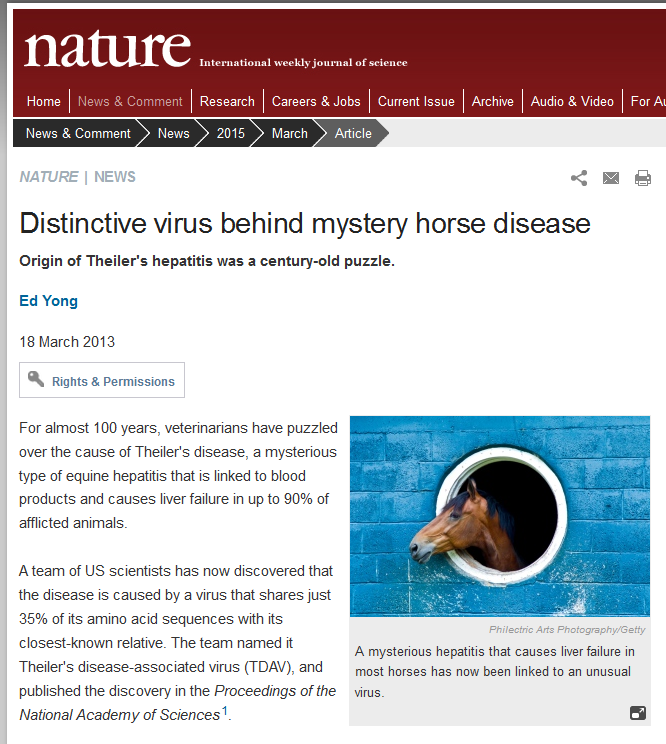 nature International weekly journal of science
Home News & Comment Research Careers & Jobs Current Issue Archive Audio & Video For Au
News & Comment News 2015 March Article
NATURE | NEWS
Distinctive virus behind mystery horse disease
Origin of Theiler's hepatitis was a century-old puzzle.
Ed Yong
18 March 2013
Rights & Permissions
For almost 100 years, veterinarians have puzzled
over the cause of Theiler's disease, a mysterious
type of equine hepatitis that is linked to blood
products and causes liver failure in up to 90% of
afflicted animals.
A team of US scientists has now discovered that
the disease is caused by a virus that shares just
35% of its amino acid sequences with its
closest-known relative. The team named it
Theiler's disease-associated virus (TDAV), and
published the discovery in the Proceedings of the
National Academy of Sciences1.
Philectric Arts Photography/Getty
A mysterious hepatitis that causes liver failure in
most horses has now been linked to an unusual
virus.